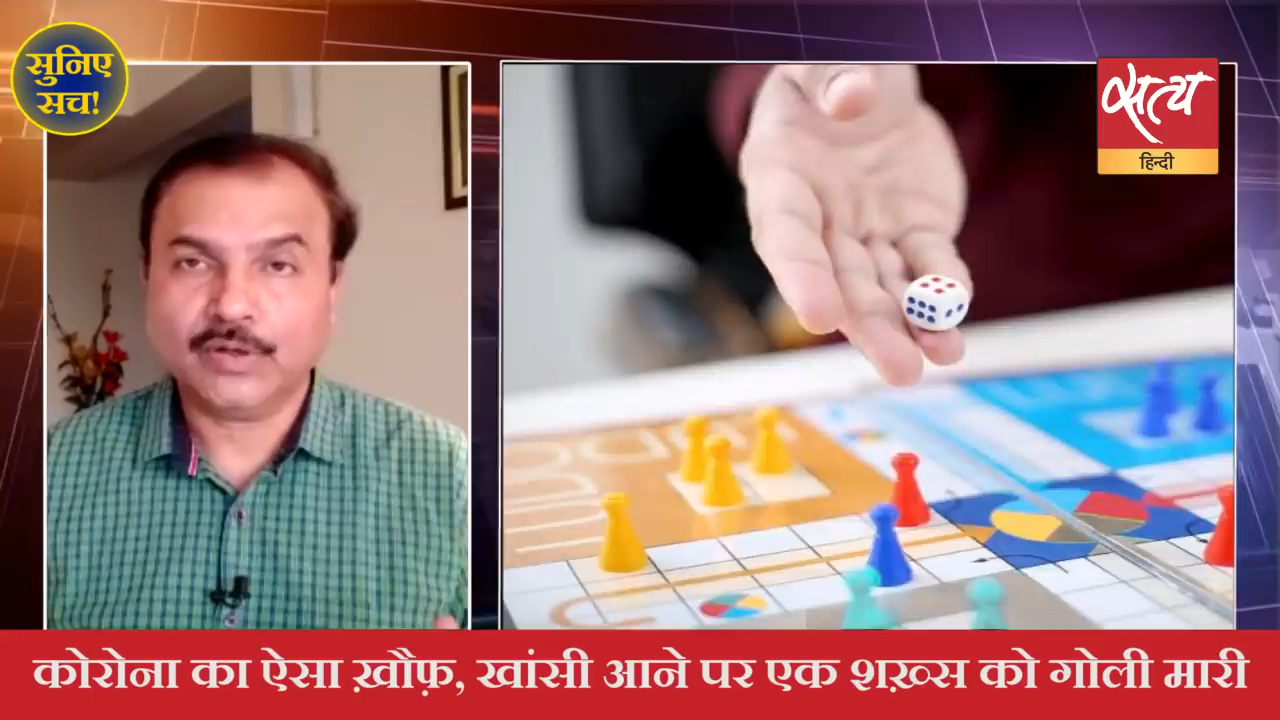 सुनिए
सच!
सत्य
हिन्दी
कोरोना का ऐसा ख़ौफ़, खांसी आने पर एक शख़्स को गोली मारी